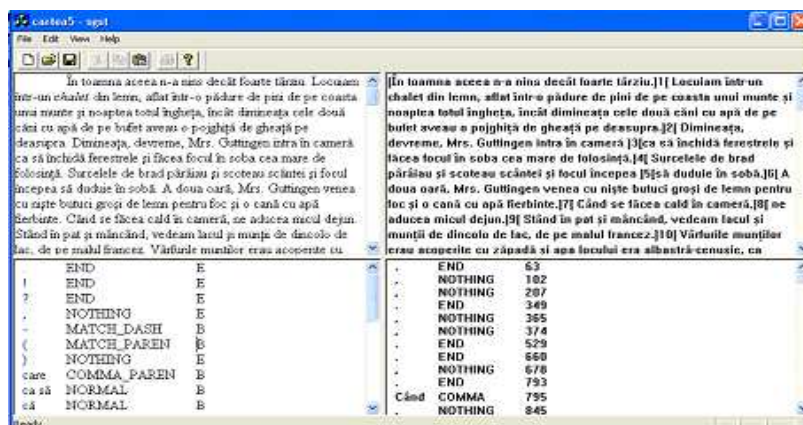 cartea5 - sgst
File Edit View Help
În toamna aceea n-a nins decât foarte târziu. Locuiam
într-un chalet din lemn, aflat într-o pădure de pini de pe coasta
unui munte și noaptea totul îngheța, încât dimineața cele două
căni cu apă de pe bufet aveau o pojghiță de gheață pe
deasupra. Dimineața, devreme, Mrs. Guttingen intra în cameră
ca să închidă ferestrele și făcea focul în soba cea mare de
folosință. Surcelele de brad pârâiau și scoteau scântei și focul
începea să duduie în sobă. A doua oară, Mrs. Guttingen venea
cu niște butuci groși de lemn pentru foc și o cană cu apă
fierbinte. Când se făcea cald în cameră, ne aducea micul dejun.
Stând în pat și mâncând, vedeam lacul și munții de dincolo de
lac, de pe malul francez. Vârfurile munților erau acoperite cu
[În toamna aceea n-a nins decât foarte târziu.]1[ Locuiam într-un
chalet din lemn, aflat într-o pădure de pini de pe coasta unui munte și
noaptea totul îngheța, încât dimineața cele două căni cu apă de pe
bufet aveau o pojghiță de gheață pe deasupra.]2[ Dimineața,
devreme, Mrs. Guttingen intra în cameră ]3[ca să închidă ferestrele și
făcea focul în soba cea mare de folosință.]4[ Surcelele de brad
pârâiau și scoteau scântei și focul începea ]5[să duduie în sobă.]6[ A
doua oară, Mrs. Guttingen venea cu niște butuci groși de lemn pentru
foc și o cană cu apă fierbinte.]7[ Când se făcea cald în cameră,]8[ ne
aducea micul dejun.]9[ Stând în pat și mâncând, vedeam lacul și
munții de dincolo de lac, de pe malul francez.]10[ Vârfurile munților
erau acoperite cu zăpadă și apa lacului era albastră-cenușie, ca
END E
! END E
? END E
, NOTHING E
- MATCH_DASH B
( MATCH_PAREN B
) NOTHING E
care COMMA_PAREN B
ca să NORMAL B
că NORMAL B
. END 63
, NOTHING 102
, NOTHING 207
. END 349
, NOTHING 365
, NOTHING 374
. END 529
. END 660
, NOTHING 678
. END 793
Când COMMA 795
, NOTHING 845
Ready